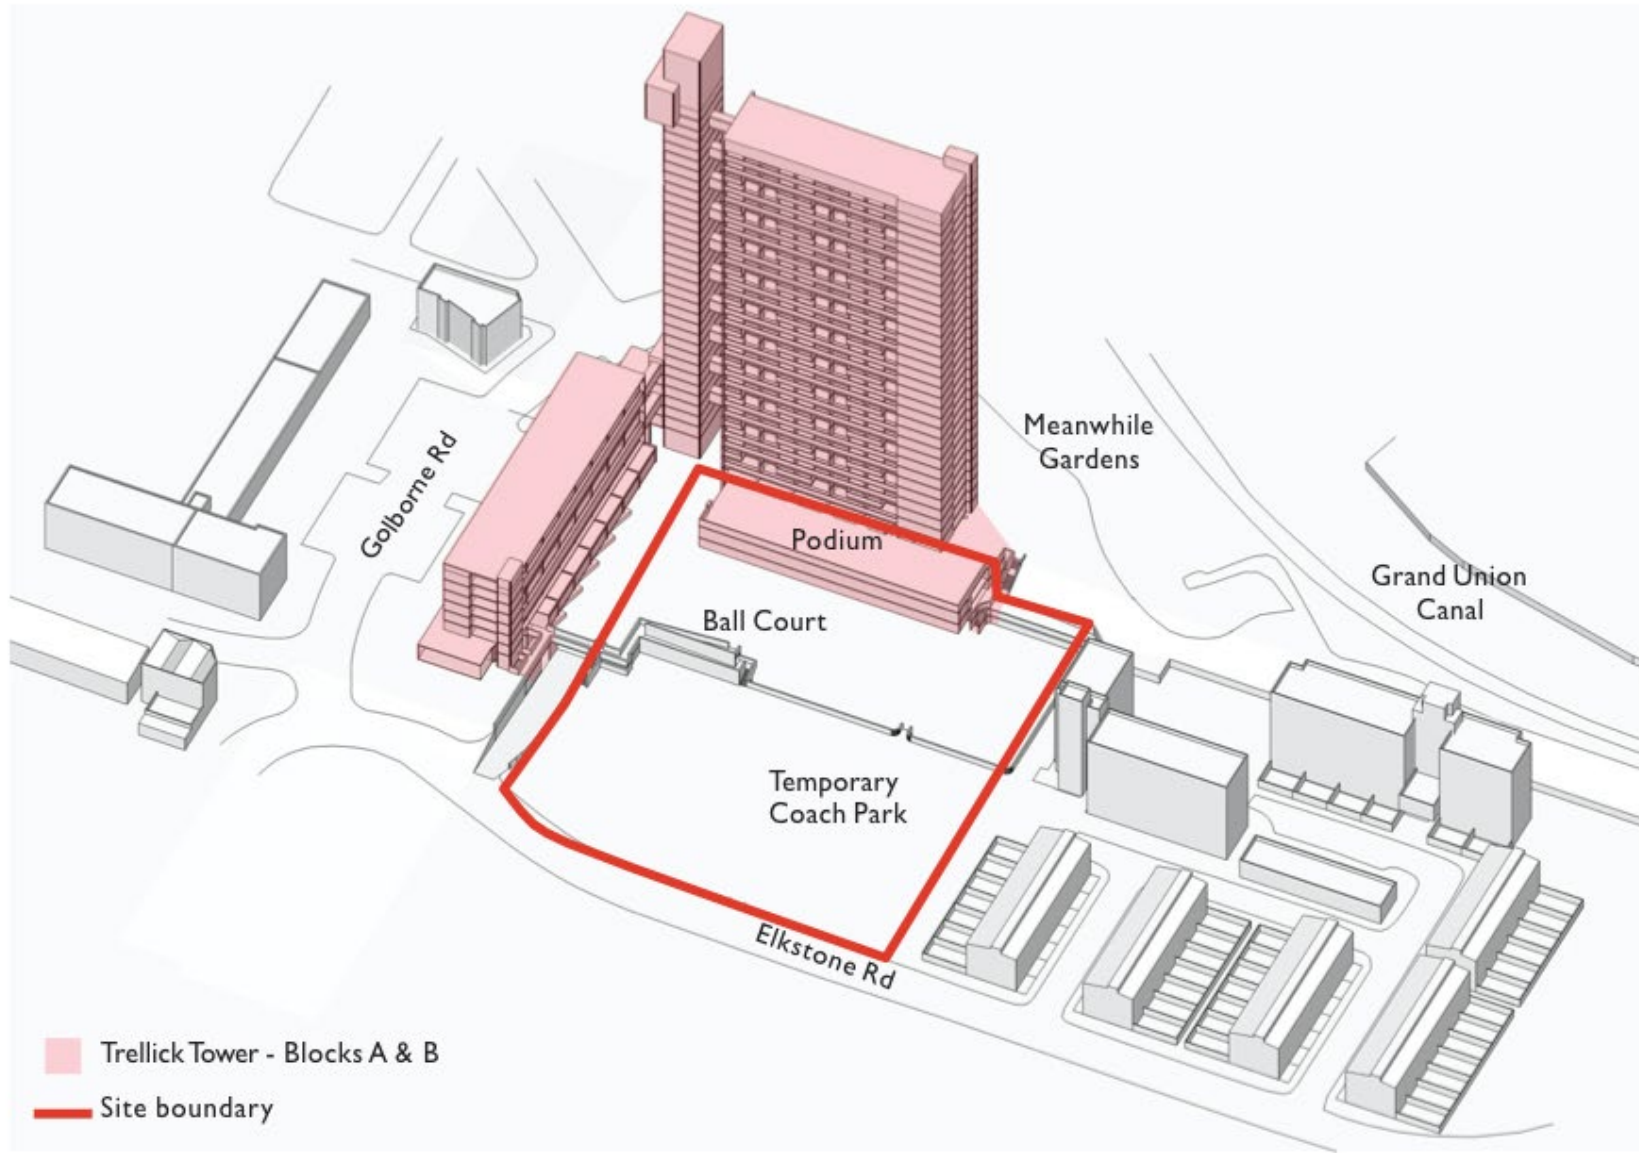 Meanwhile
Gardens
Golborne Rd
Podium
Grand Union
Canal
Ball Court
Temporary
Coach Park
Elkstone Rd
Trellick Tower - Blocks A & B
Site boundary